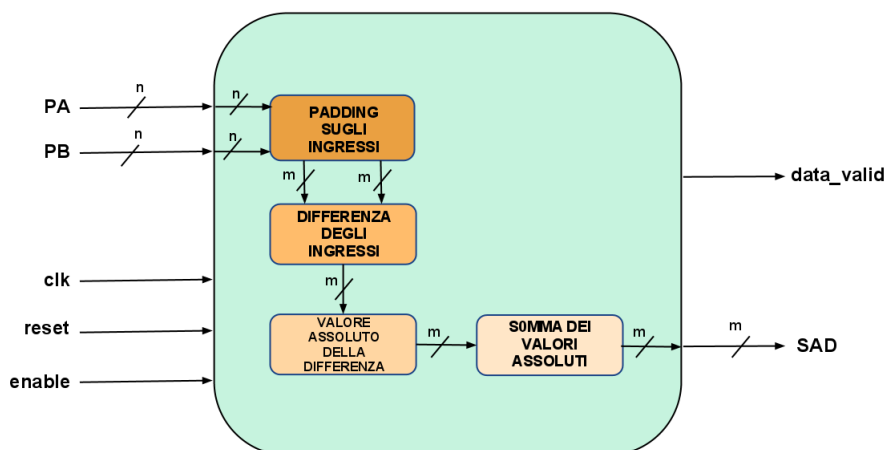 n
n
PA
PADDING
SUGLI
INGRESSI
n
n
PB
data_valid
m
m
DIFFERENZA
DEGLI
INGRESSI
clk
m
reset
VALORE
ASSOLUTO
DELLA
DIFFERENZA
m
S0MMA DEI
VALORI
ASSOLUTI
m
m
SAD
enable